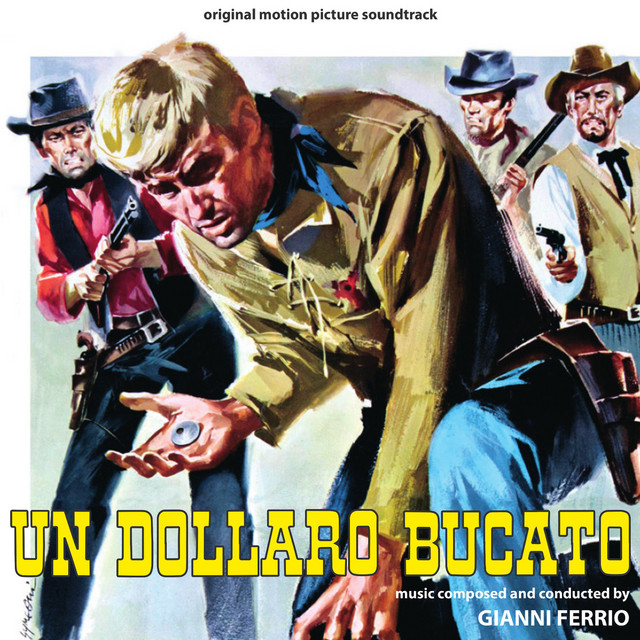 original motion picture soundtrack
UN DOLLARO BUCATO
music composed and conducted by
GIANNI FERRIO